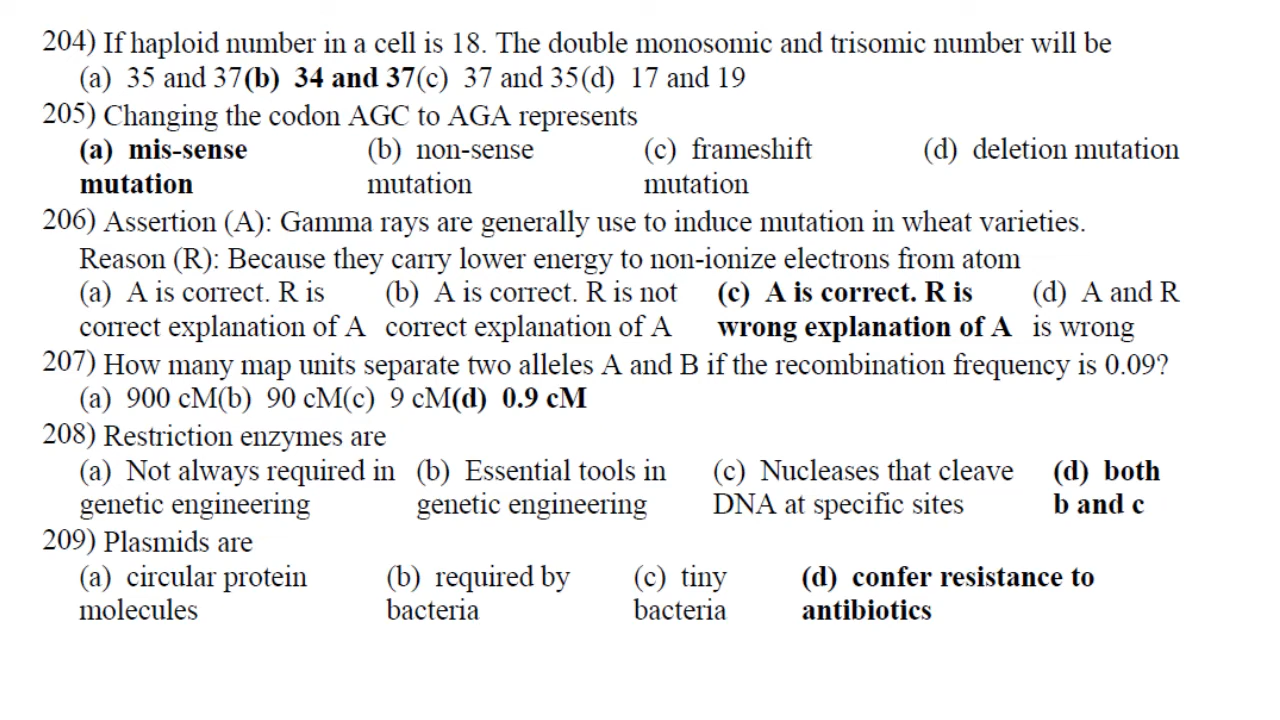 204) If haploid number in a cell is 18. The double monosomic and trisomic number will be
(a) 35 and 37(b) 34 and 37(c) 37 and 35(d) 17 and 19
205) Changing the codon AGC to AGA represents
(a) mis-sense (b) non-sense (c) frameshift (d) deletion mutation
mutation mutation mutation
206) Assertion (A): Gamma rays are generally use to induce mutation in wheat varieties.
Reason (R): Because they carry lower energy to non-ionize electrons from atom
(a) A is correct. R is (b) A is correct. R is not (c) A is correct. R is (d) A and R
correct explanation of A correct explanation of A wrong explanation of A is wrong
207) How many map units separate two alleles A and B if the recombination frequency is 0.09?
(a) 900 cM(b) 90 cM(c) 9 cM(d) 0.9 cM
208) Restriction enzymes are
(a) Not always required in (b) Essential tools in (c) Nucleases that cleave (d) both
genetic engineering genetic engineering DNA at specific sites b and c
209) Plasmids are
(a) circular protein (b) required by (c) tiny (d) confer resistance to
molecules bacteria bacteria antibiotics